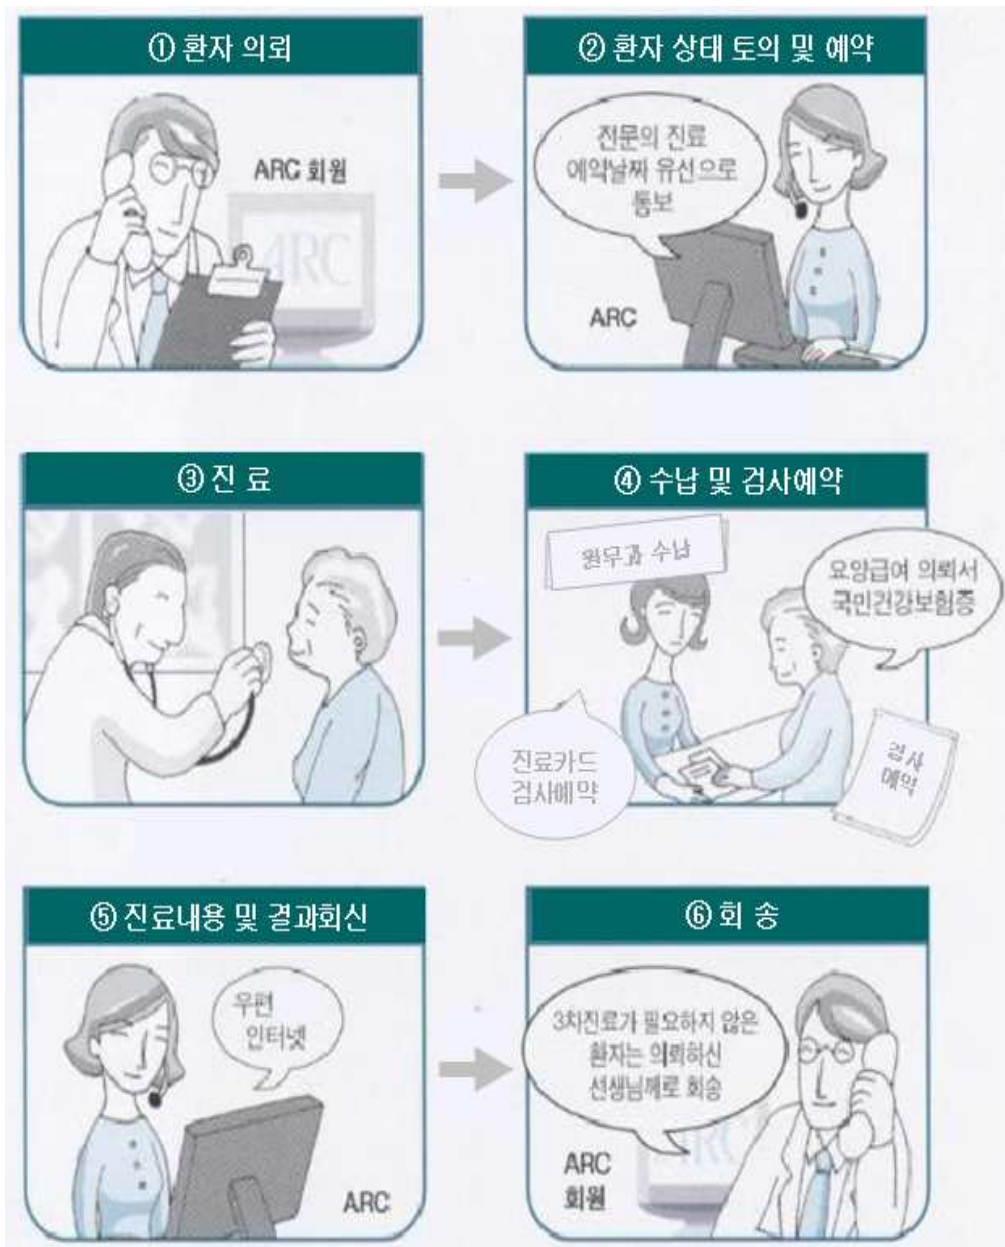 ① 환자 의뢰
ARC 회원
ARC
② 환자 상태 토의 및 예약
전문의 진료
예약날짜 유선으로
통보
ARC
③ 진 료
④ 수납 및 검사예약
원무과 수납
요양급여 의뢰서
국민건강보험증
진료카드
검사예약
검사
예약
⑤ 진료내용 및 결과회신
우편
인터넷
ARC
⑥ 회 송
3차진료가 필요하지 않은
환자는 의뢰하신
선생님께로 회송
ARC
회원
ARC